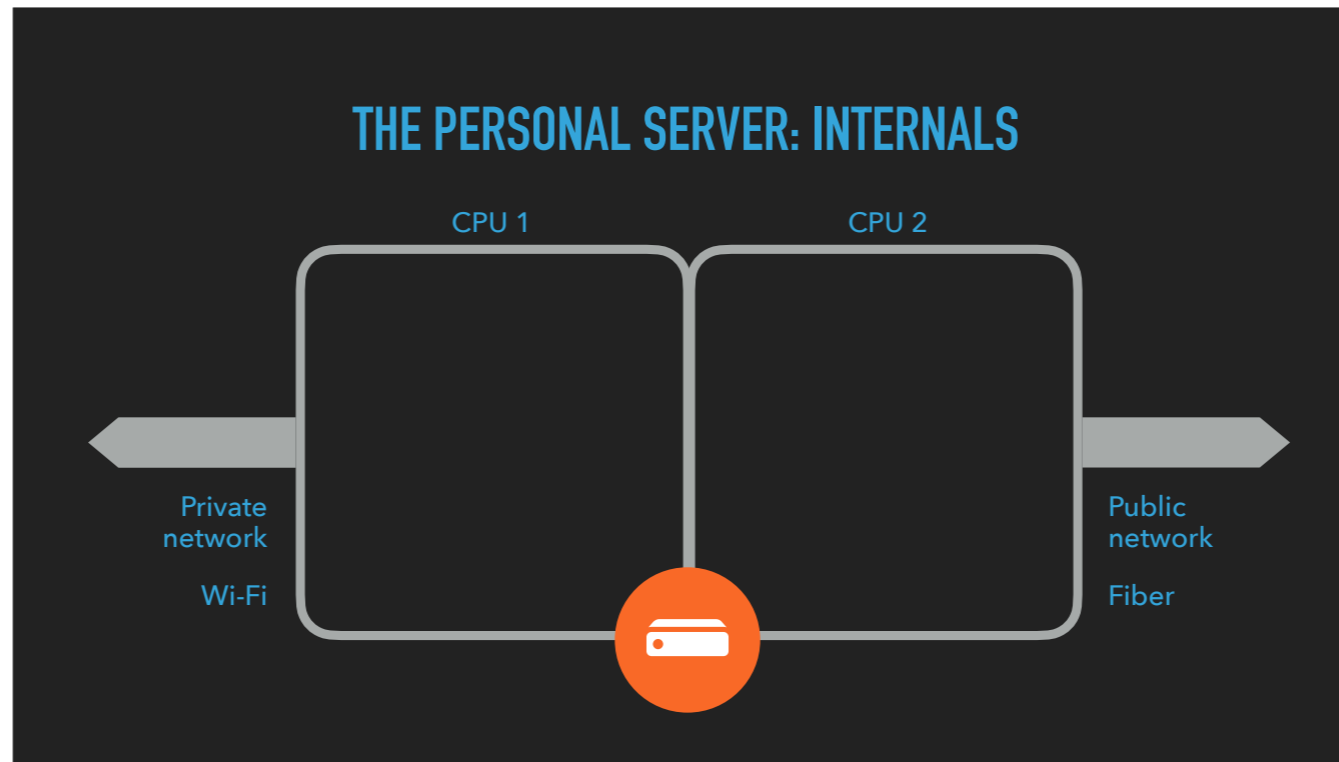 THE PERSONAL SERVER: INTERNALS
CPU 1
CPU 2
Private
network
Wi-Fi
Public
network
Fiber